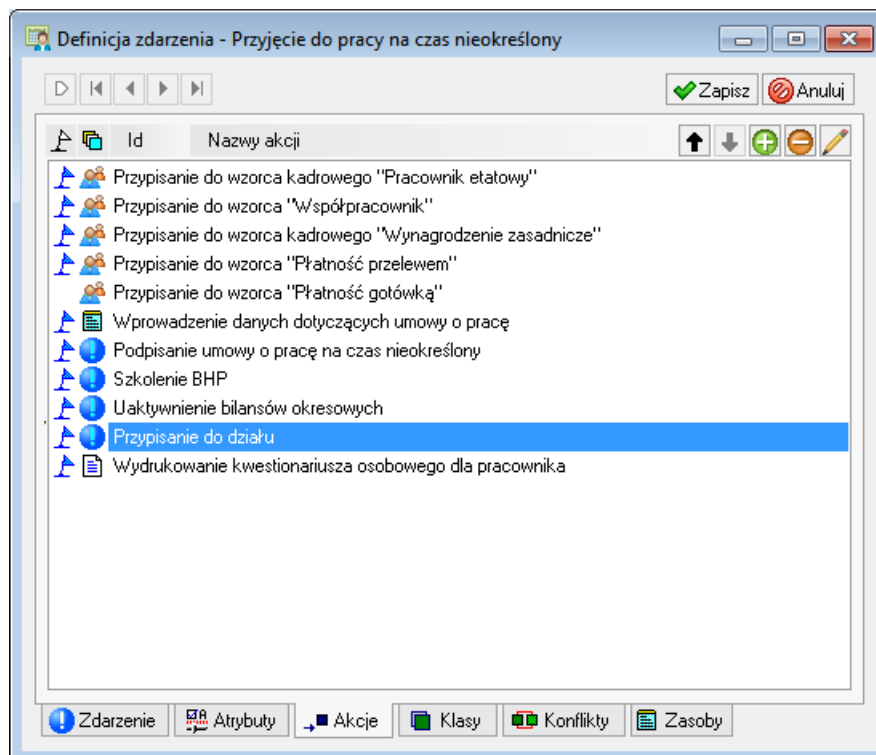 Definicja zdarzenia - Przyjęcie do pracy na czas nieokreślony
Zapisz Anuluj
Id Nazwy akcji
Przypisanie do wzorca kadrowego "Pracownik etatowy"
Przypisanie do wzorca "Współpracownik"
Przypisanie do wzorca kadrowego "Wynagrodzenie zasadnicze"
Przypisanie do wzorca "Płatność przelewem"
Przypisanie do wzorca "Płatność gotówką"
Wprowadzenie danych dotyczących umowy o pracę
Podpisanie umowy o pracę na czas nieokreślony
Szkolenie BHP
Uaktywnienie bilansów okresowych
Przypisanie do działu
Wydrukowanie kwestionariusza osobowego dla pracownika
Zdarzenie Atrybuty Akcje Klasy Konflikty Zasoby